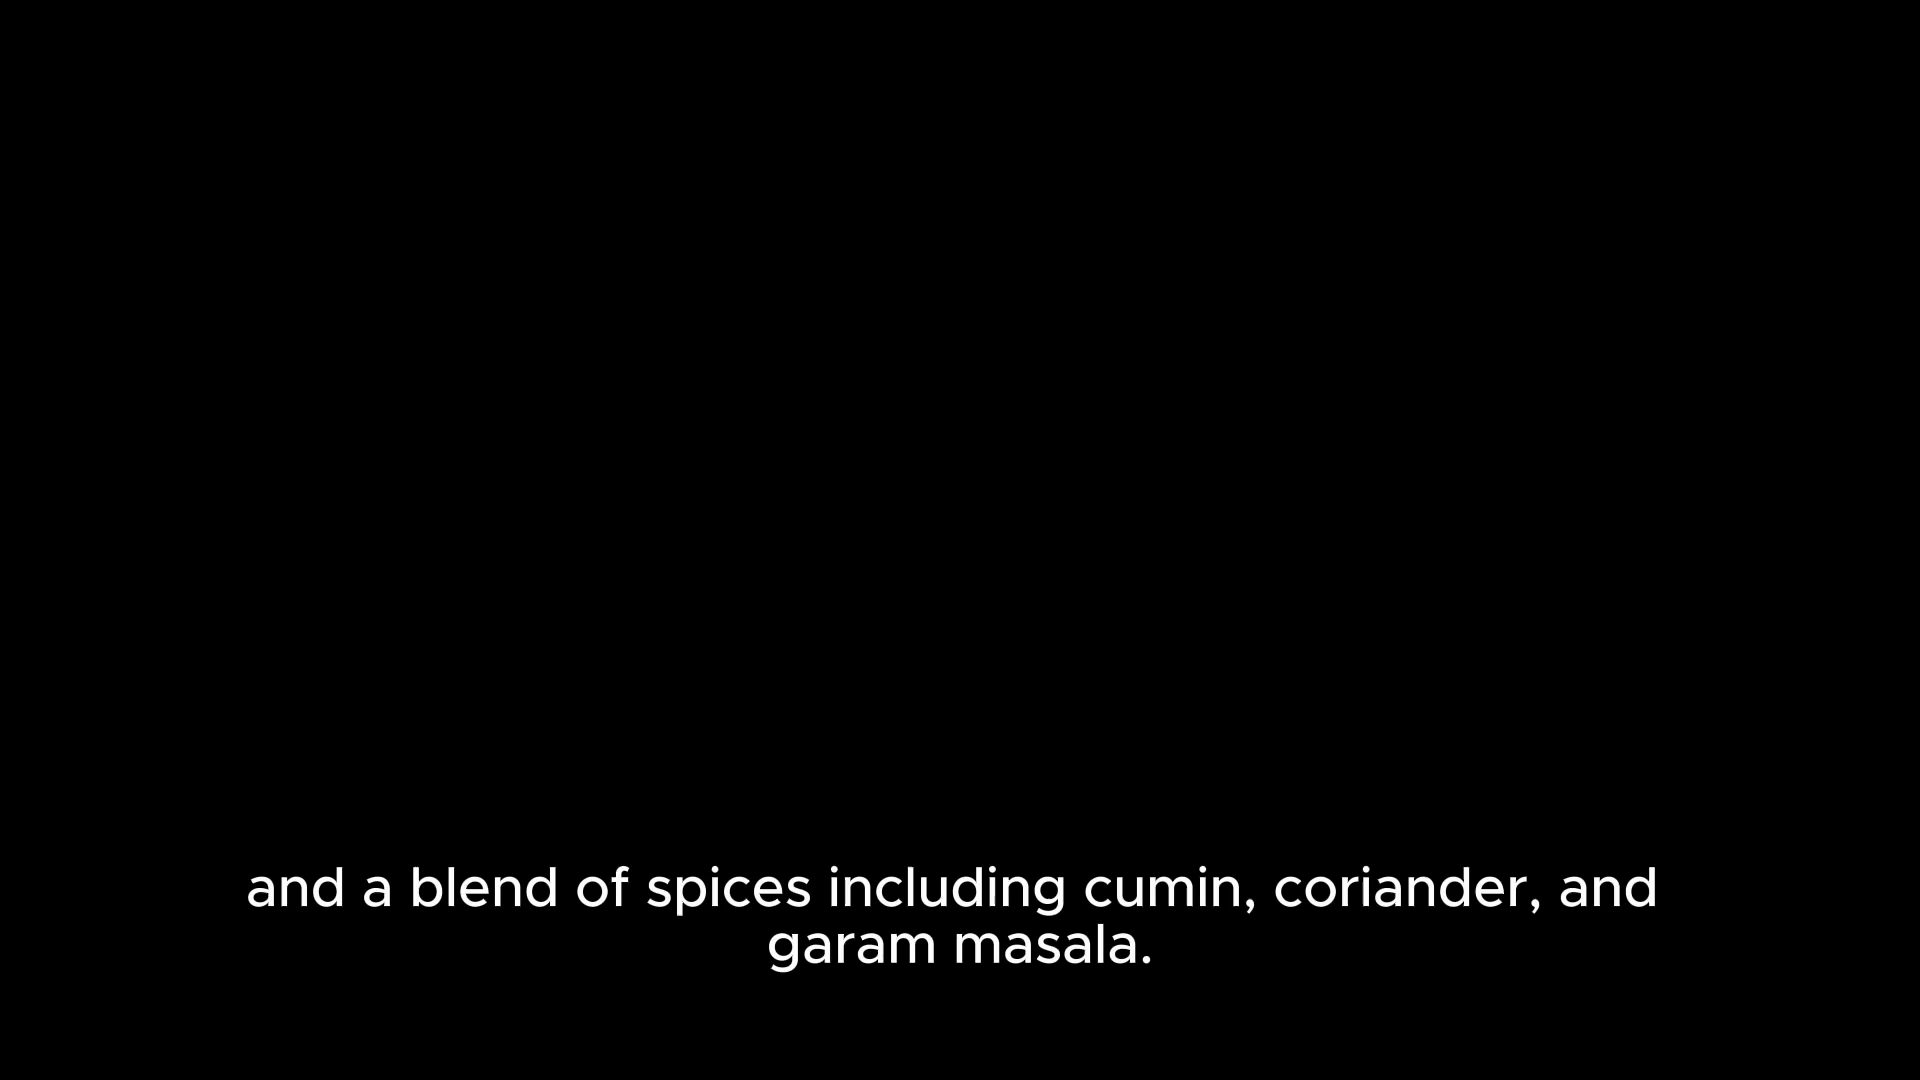 and a blend of spices including cumin, coriander, and
garam masala.